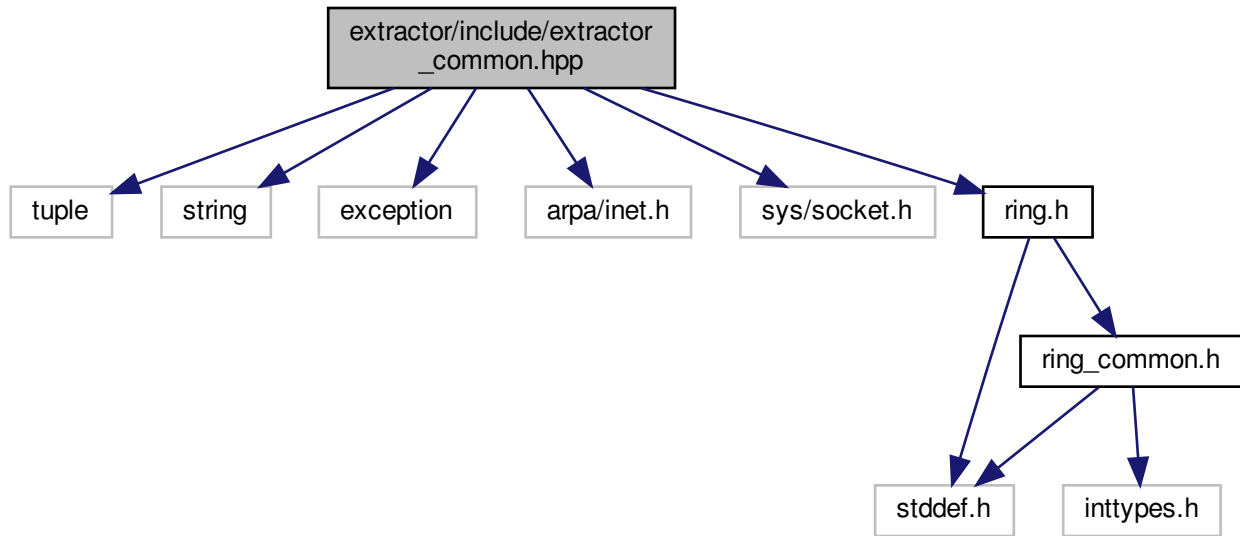 extractor/include/extractor
_common.hpp
tuple
string
exception
arpa/inet.h
sys/socket.h
ring.h
ring_common.h
stddef.h
inttypes.h